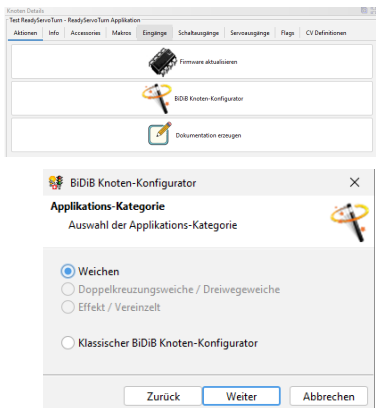 Knoten Details
Test ReadyServoTurn - ReadyServoTurn Applikation
Aktionen Info Accessories Makros Eingänge Schaltausgänge Servoausgänge Flags CV Definitionen
Firmware aktualisieren
BiDiB Knoten-Konfigurator
Dokumentation erzeugen
BiDiB Knoten-Konfigurator
Applikations-Kategorie
Auswahl der Applikations-Kategorie
Weichen
Doppelkreuzungsweiche / Dreiwegeweiche
Effekt / Vereinzelt
Klassischer BiDiB Knoten-Konfigurator
Zurück Weiter Abbrechen